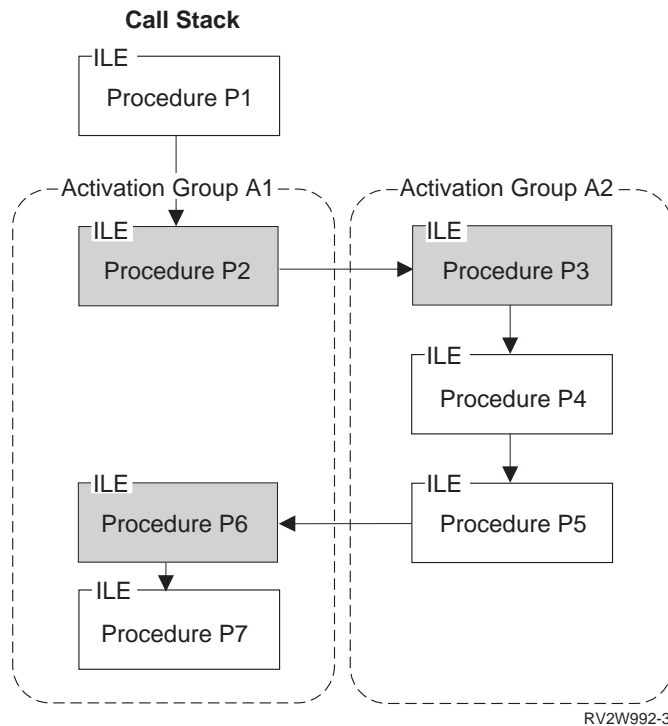 Call Stack
ILE
Procedure P1
Activation Group A1
Activation Group A2
ILE
Procedure P2
ILE
Procedure P3
ILE
Procedure P4
ILE
Procedure P6
ILE
Procedure P5
ILE
Procedure P7
RV2W992-3